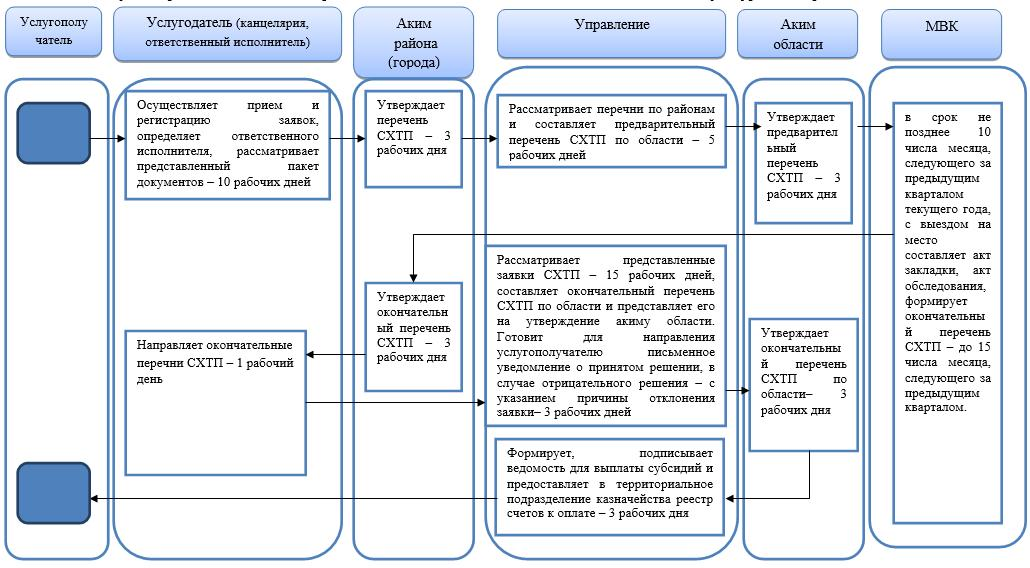 Услугополу
чатель
Услугодатель (канцелярия,
ответственный исполнитель)
Аким
района
(города)
Управление
Аким
области
МВК
Осуществляет прием и
регистрацию заявок,
определяет ответственного
исполнителя, рассматривает
представленный пакет
документов – 10 рабочих дней
Утверждает
перечень
СХТП – 3
рабочих дня
Рассматривает перечни по районам
и составляет предварительный
перечень СХТП по области – 5
рабочих дней
Утверждает
предварител
ьный
перечень
СХТП – 3
рабочих дня
в срок не
позднее 10
числа месяца,
следующего за
предыдущим
кварталом
текущего года,
с выездом на
место
составляет акт
закладки, акт
обследования,
формирует
окончательны
й перечень
СХТП – до 15
числа месяца,
следующего за
предыдущим
кварталом.
Утверждает
окончательн
ый перечень
СХТП – 3
рабочих дня
Направляет окончательные
перечни СХТП – 1 рабочий
день
Рассматривает представленные
заявки СХТП – 15 рабочих дней,
составляет окончательный перечень
СХТП по области и представляет его
на утверждение акиму области.
Готовит для направления
услугополучателю письменное
уведомление о принятом решении, в
случае отрицательного решения – с
указанием причины отклонения
заявки– 3 рабочих дней
Утверждает
окончательны
й перечень
СХТП по
области– 3
рабочих дня
Формирует, подписывает
ведомость для выплаты субсидий и
предоставляет в территориальное
подразделение казначейства реестр
счетов к оплате – 3 рабочих дня